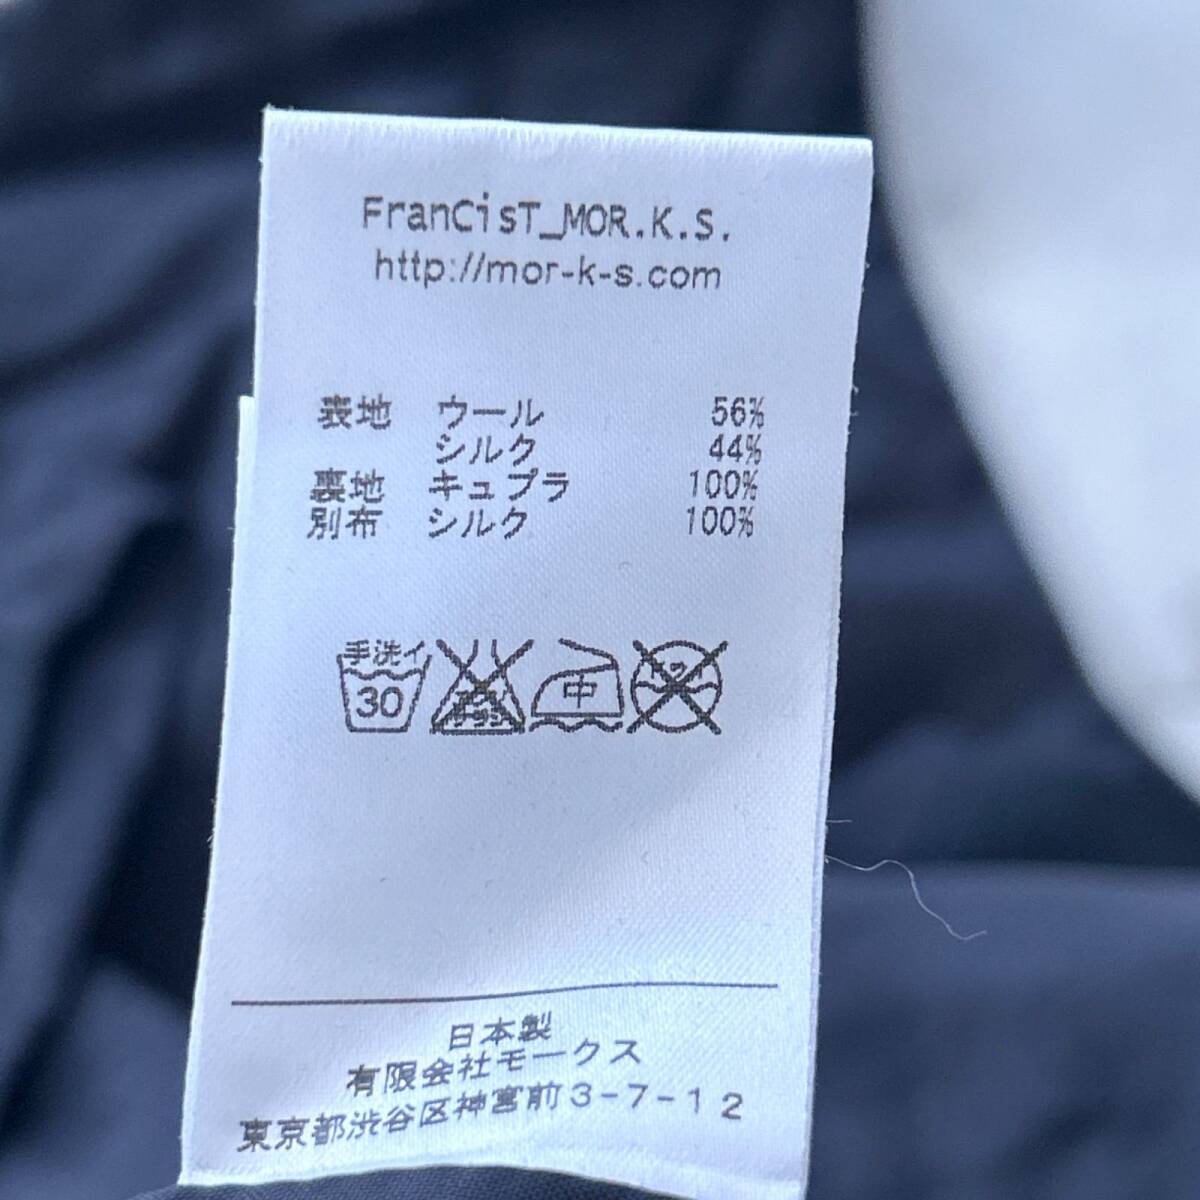 FranCisT_MOR.K.S.
http://mor-k-s.com
表地 ウール 56%
シルク 44%
裏地 キュプラ 100%
別布 シルク 100%
手洗イ 30 中
日本製
有限会社モークス
東京都渋谷区神宮前3-7-12